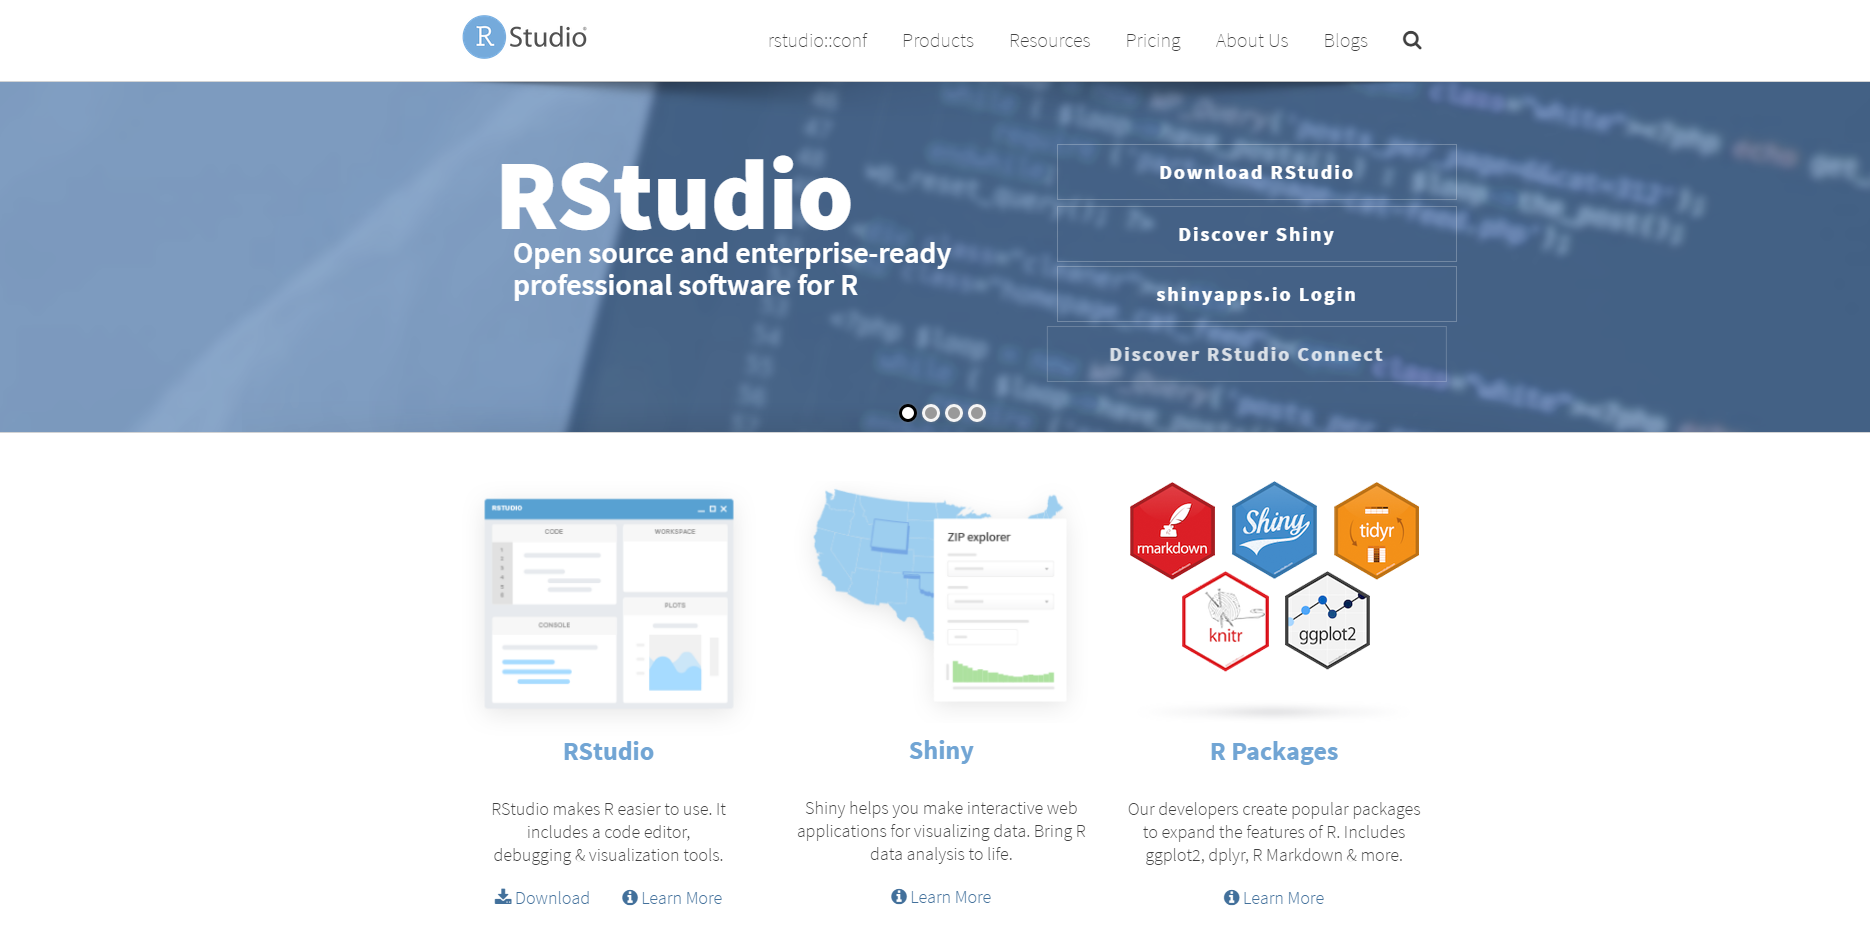 R Studio®
rstudio::conf
Products
Resources
Pricing
About Us
Blogs
RStudio
Open source and enterprise-ready
professional software for R
Download RStudio
Discover Shiny
shinyapps.io Login
Discover RStudio Connect
RSTUDIO
CODE
WORKSPACE
PLOTS
CONSOLE
ZIP explorer
rmarkdown
Shiny
tidyr
knitr
ggplot2
RStudio
RStudio makes R easier to use. It
includes a code editor,
debugging & visualization tools.
Download
Learn More
Shiny
Shiny helps you make interactive web
applications for visualizing data. Bring R
data analysis to life.
Learn More
R Packages
Our developers create popular packages
to expand the features of R. Includes
ggplot2, dplyr, R Markdown & more.
Learn More